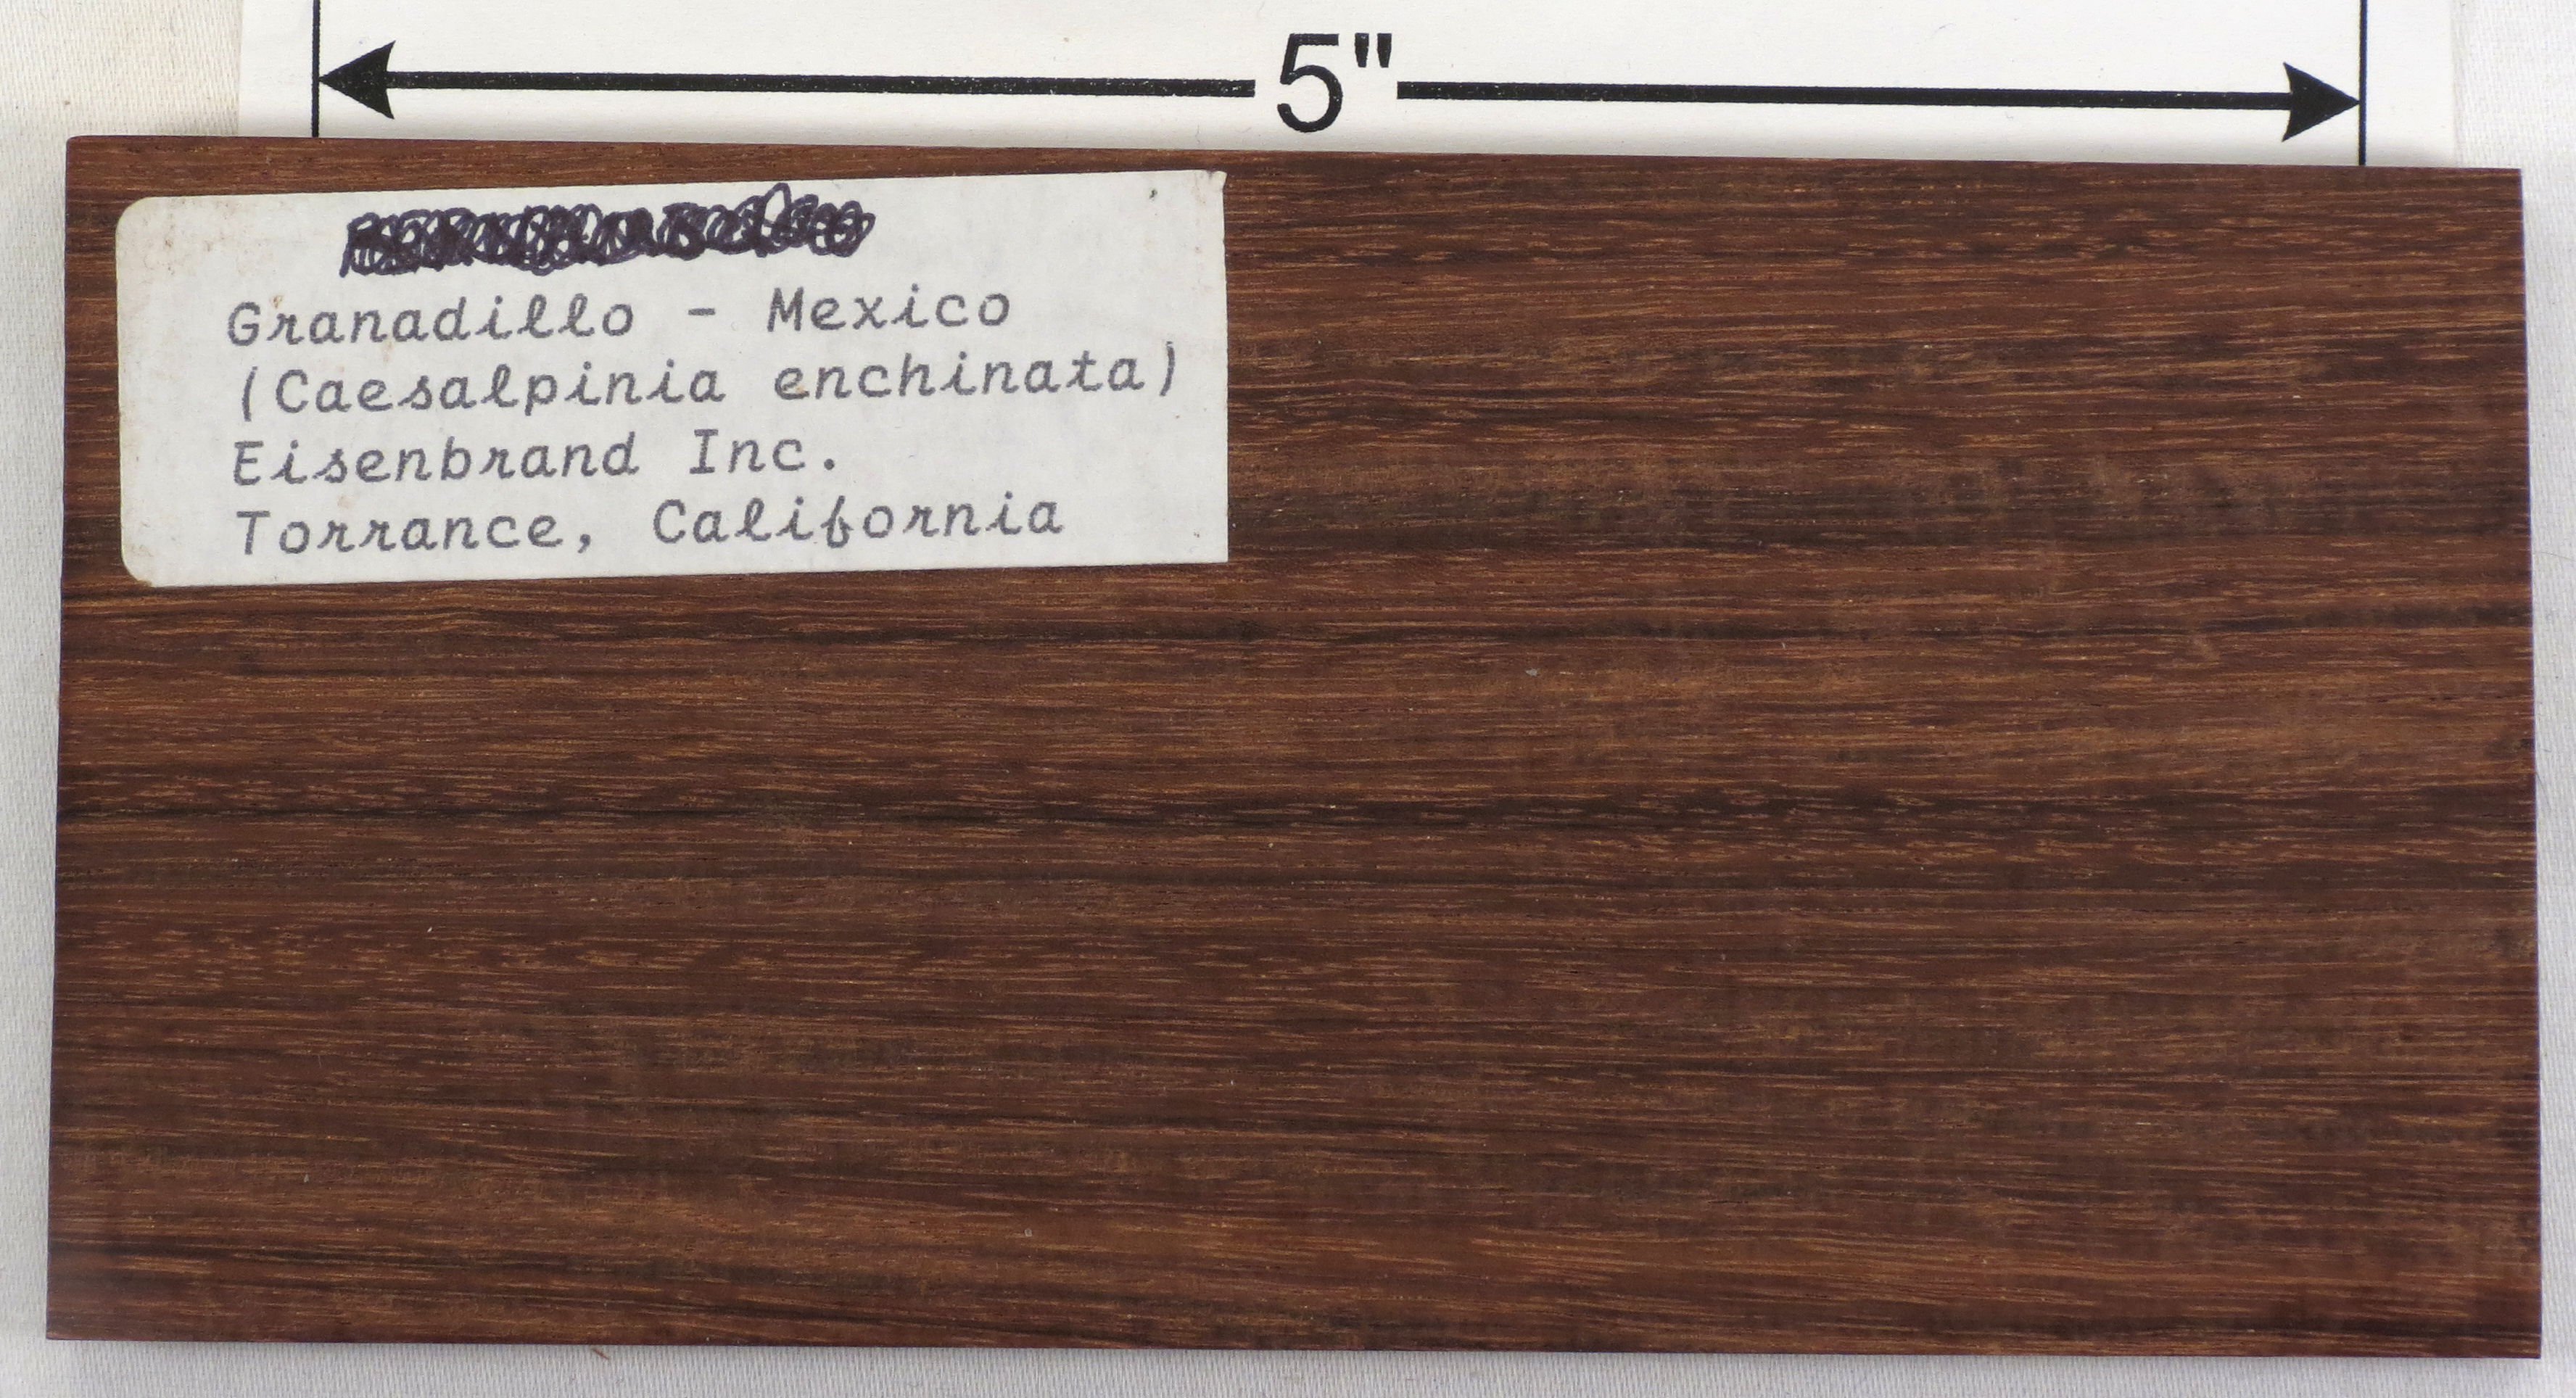 5"
Granadillo - Mexico
(Caesalpinia enchinata)
Eisenbrand Inc.
Torrance, California